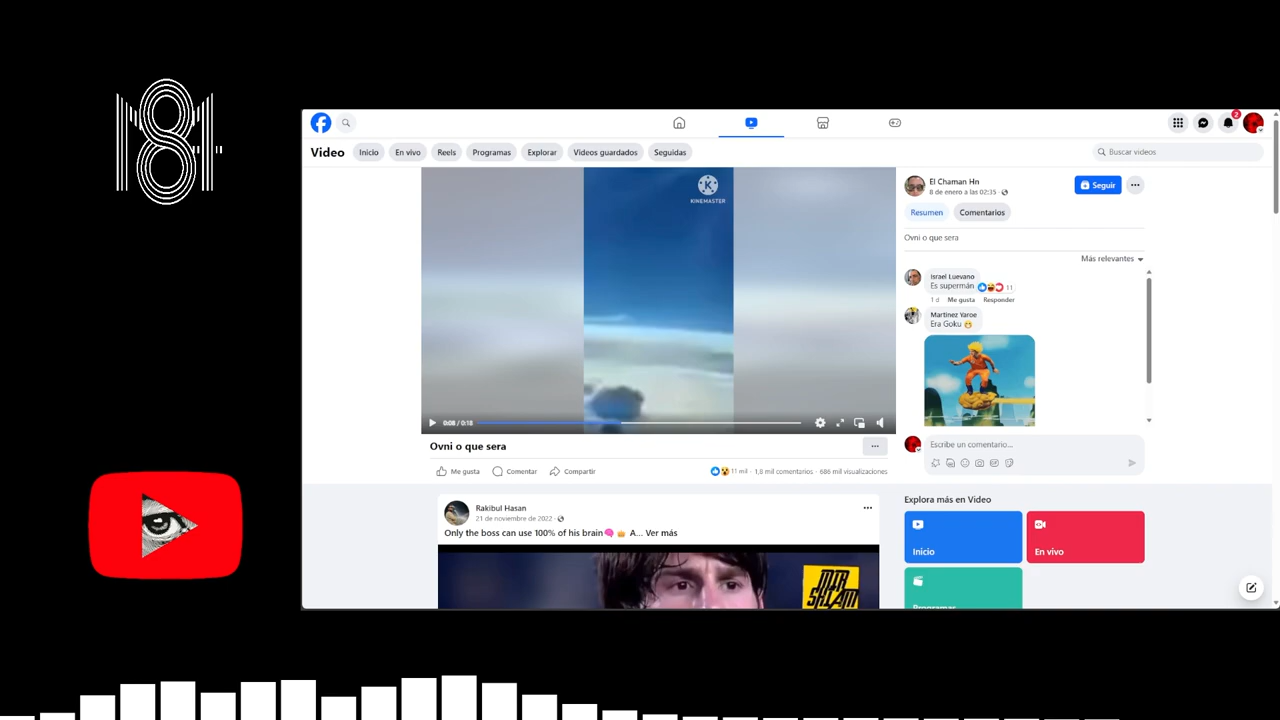 Video
Inicio
En vivo
Reels
Programas
Explorar
Videos guardados
Seguidas
Buscar videos
KINEMASTER
0:08 / 0:18
Ovni o que sera
Me gusta
Comentar
Compartir
11 mil · 1,8 mil comentarios · 686 mil visualizaciones
El Chaman Hn
8 de enero a las 02:35 ·
Seguir
Resumen
Comentarios
Ovni o que sera
Más relevantes
Israel Luevano
Es supermán
11
1 d Me gusta Responder
Martinez Yaroe
Era Goku
Escribe un comentario...
Rakibul Hasan
21 de noviembre de 2022 ·
Only the boss can use 100% of his brain🧠 👑 A... Ver más
Explora más en Video
Inicio
En vivo
Programas
2